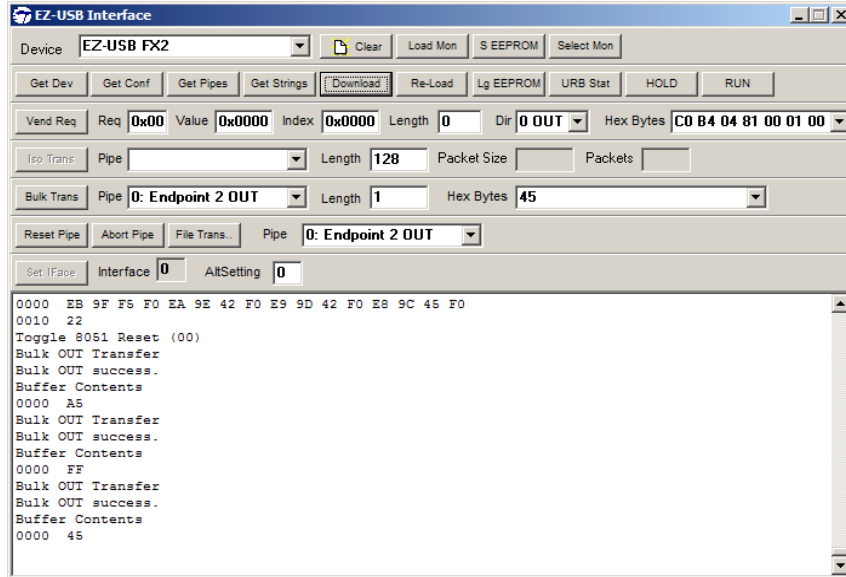 EZ-USB Interface
Device EZ-USB FX2 Clear Load Mon S EEPROM Select Mon
Get Dev Get Conf Get Pipes Get Strings Download Re-Load Lg EEPROM URB Stat HOLD RUN
Vend Req Req 0x00 Value 0x0000 Index 0x0000 Length 0 Dir 0 OUT Hex Bytes C0 B4 04 81 00 01 00
Iso Trans Pipe Length 128 Packet Size Packets
Bulk Trans Pipe 0: Endpoint 2 OUT Length 1 Hex Bytes 45
Reset Pipe Abort Pipe File Trans.. Pipe 0: Endpoint 2 OUT
Set IFace Interface 0 AltSetting 0
0000 EB 9F F5 F0 EA 9E 42 F0 E9 9D 42 F0 E8 9C 45 F0
0010 22
Toggle 8051 Reset (00)
Bulk OUT Transfer
Bulk OUT success.
Buffer Contents
0000 A5
Bulk OUT Transfer
Bulk OUT success.
Buffer Contents
0000 FF
Bulk OUT Transfer
Bulk OUT success.
Buffer Contents
0000 45